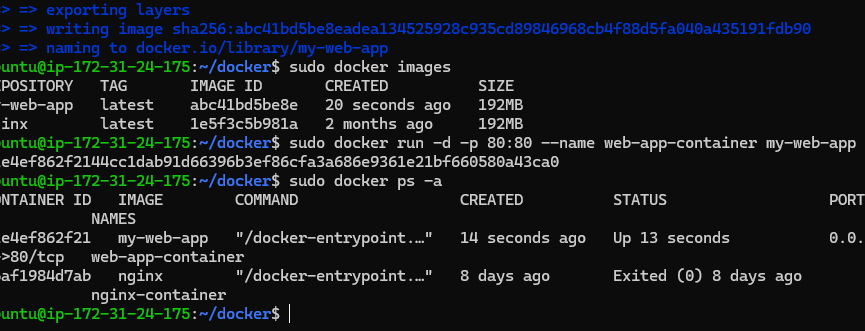 => => exporting layers
=> => writing image sha256:abc41bd5be8eadea134525928c935cd89846968cb4f88d5fa040a435191fdb90
=> => naming to docker.io/library/my-web-app
untu@ip-172-31-24-175:~/docker$ sudo docker images
POSITORY TAG IMAGE ID CREATED SIZE
-web-app latest abc41bd5be8e 20 seconds ago 192MB
inx latest 1e5f3c5b981a 2 months ago 192MB
untu@ip-172-31-24-175:~/docker$ sudo docker run -d -p 80:80 --name web-app-container my-web-app
e4ef862f2144cc1dab91d66396b3ef86cfa3a686e9361e21bf660580a43ca0
untu@ip-172-31-24-175:~/docker$ sudo docker ps -a
NTAINER ID IMAGE COMMAND CREATED STATUS PORT
NAMES
e4ef862f21 my-web-app "/docker-entrypoint.…" 14 seconds ago Up 13 seconds 0.0.
>80/tcp web-app-container
af1984d7ab nginx "/docker-entrypoint.…" 8 days ago Exited (0) 8 days ago
nginx-container
untu@ip-172-31-24-175:~/docker$